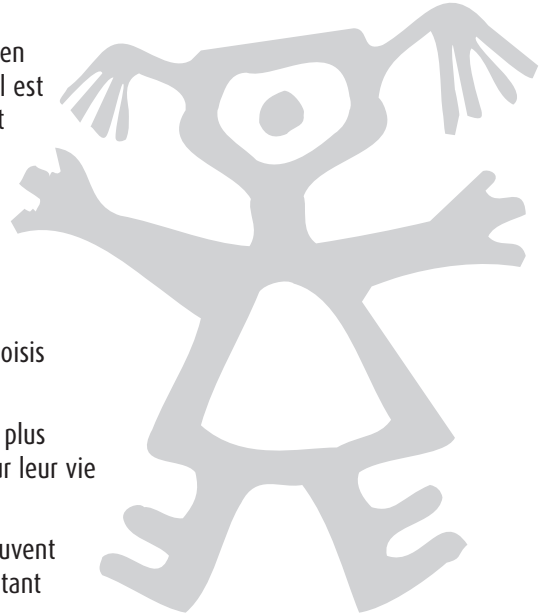 en
l est
t
oisis
plus
ur leur vie
uvent
tant